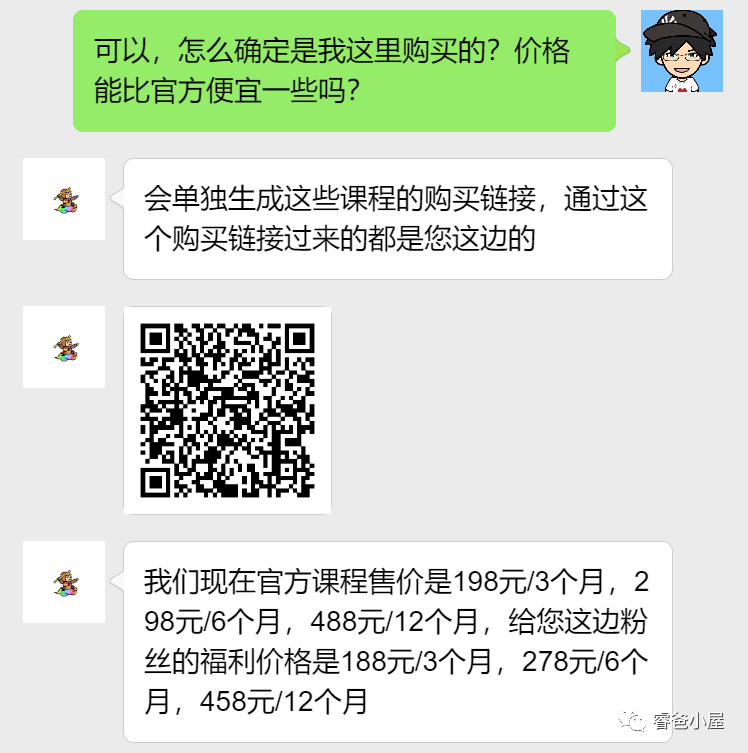 可以，怎么确定是我这里购买的？价格
能比官方便宜一些吗？
会单独生成这些课程的购买链接，通过这
个购买链接过来的都是您这边的
我们现在官方课程售价是198元/3个月，2
98元/6个月，488元/12个月，给您这边粉
丝的福利价格是188元/3个月，278元/6个
月，458元/12个月
睿爸小屋